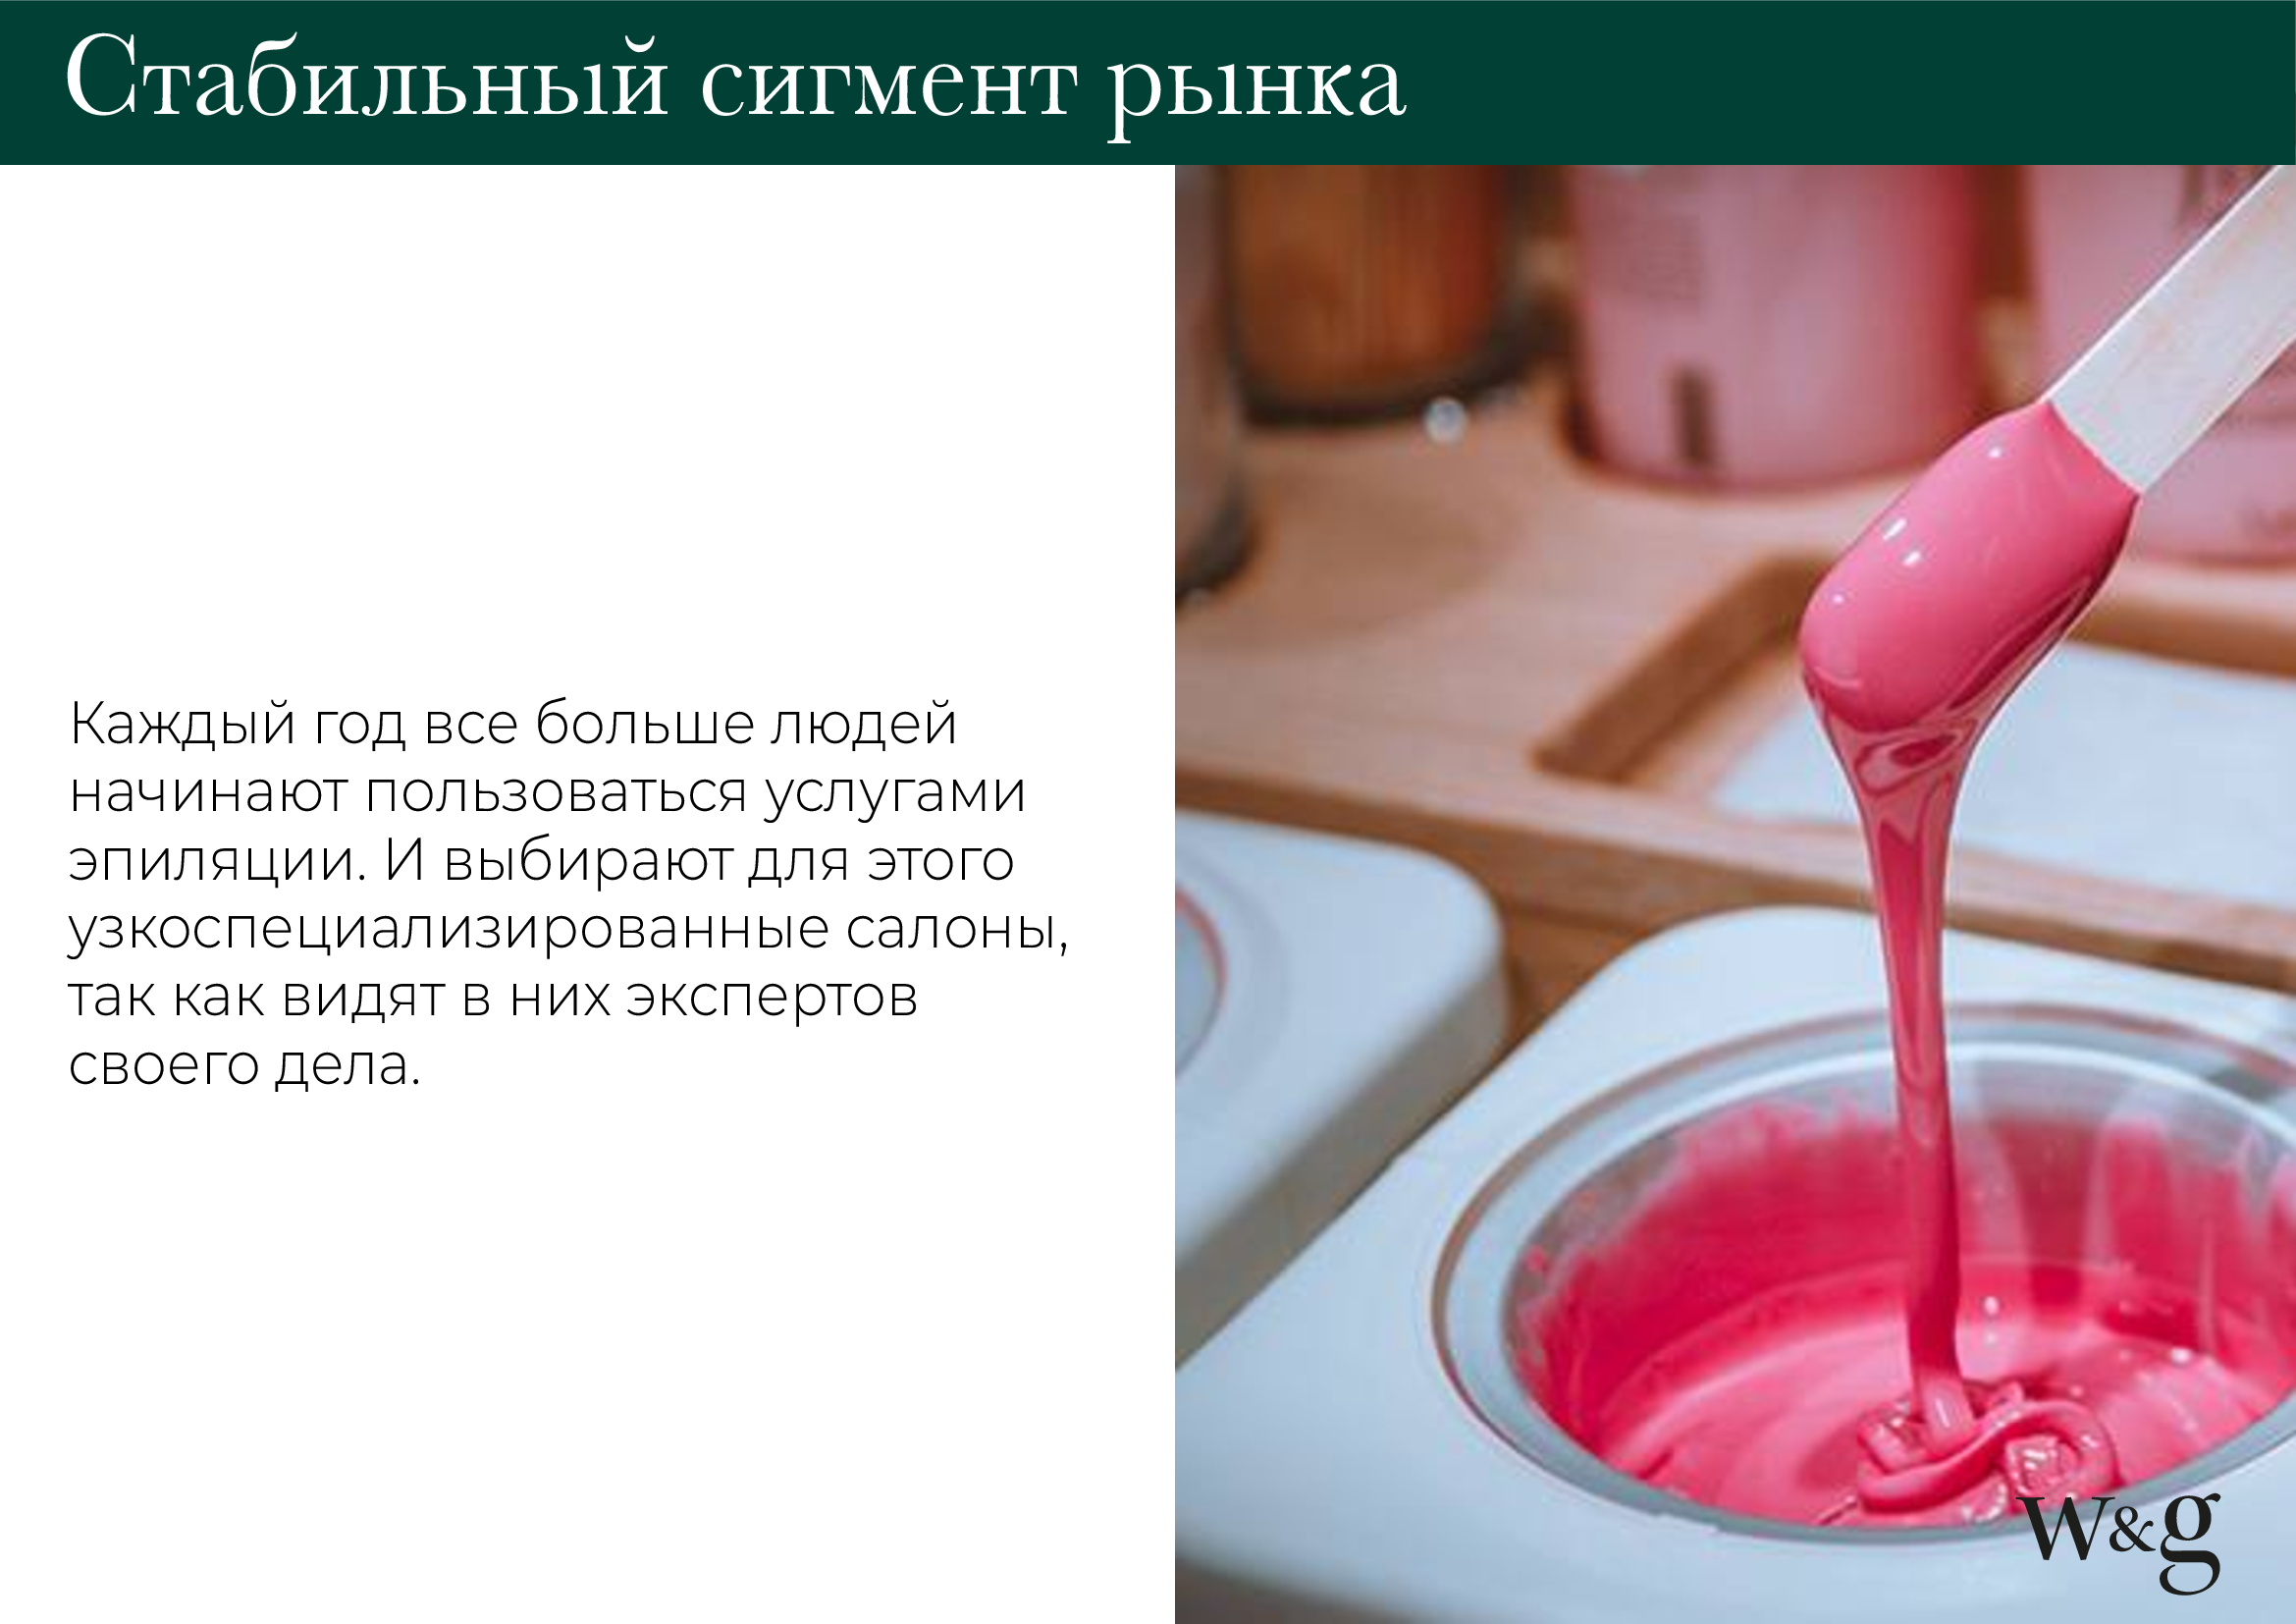 Стабильный сигмент рынка
Каждый год все больше людей
начинают пользоваться услугами
эпиляции. И выбирают для этого
узкоспециализированные салоны,
так как видят в них экспертов
своего дела.
w&g